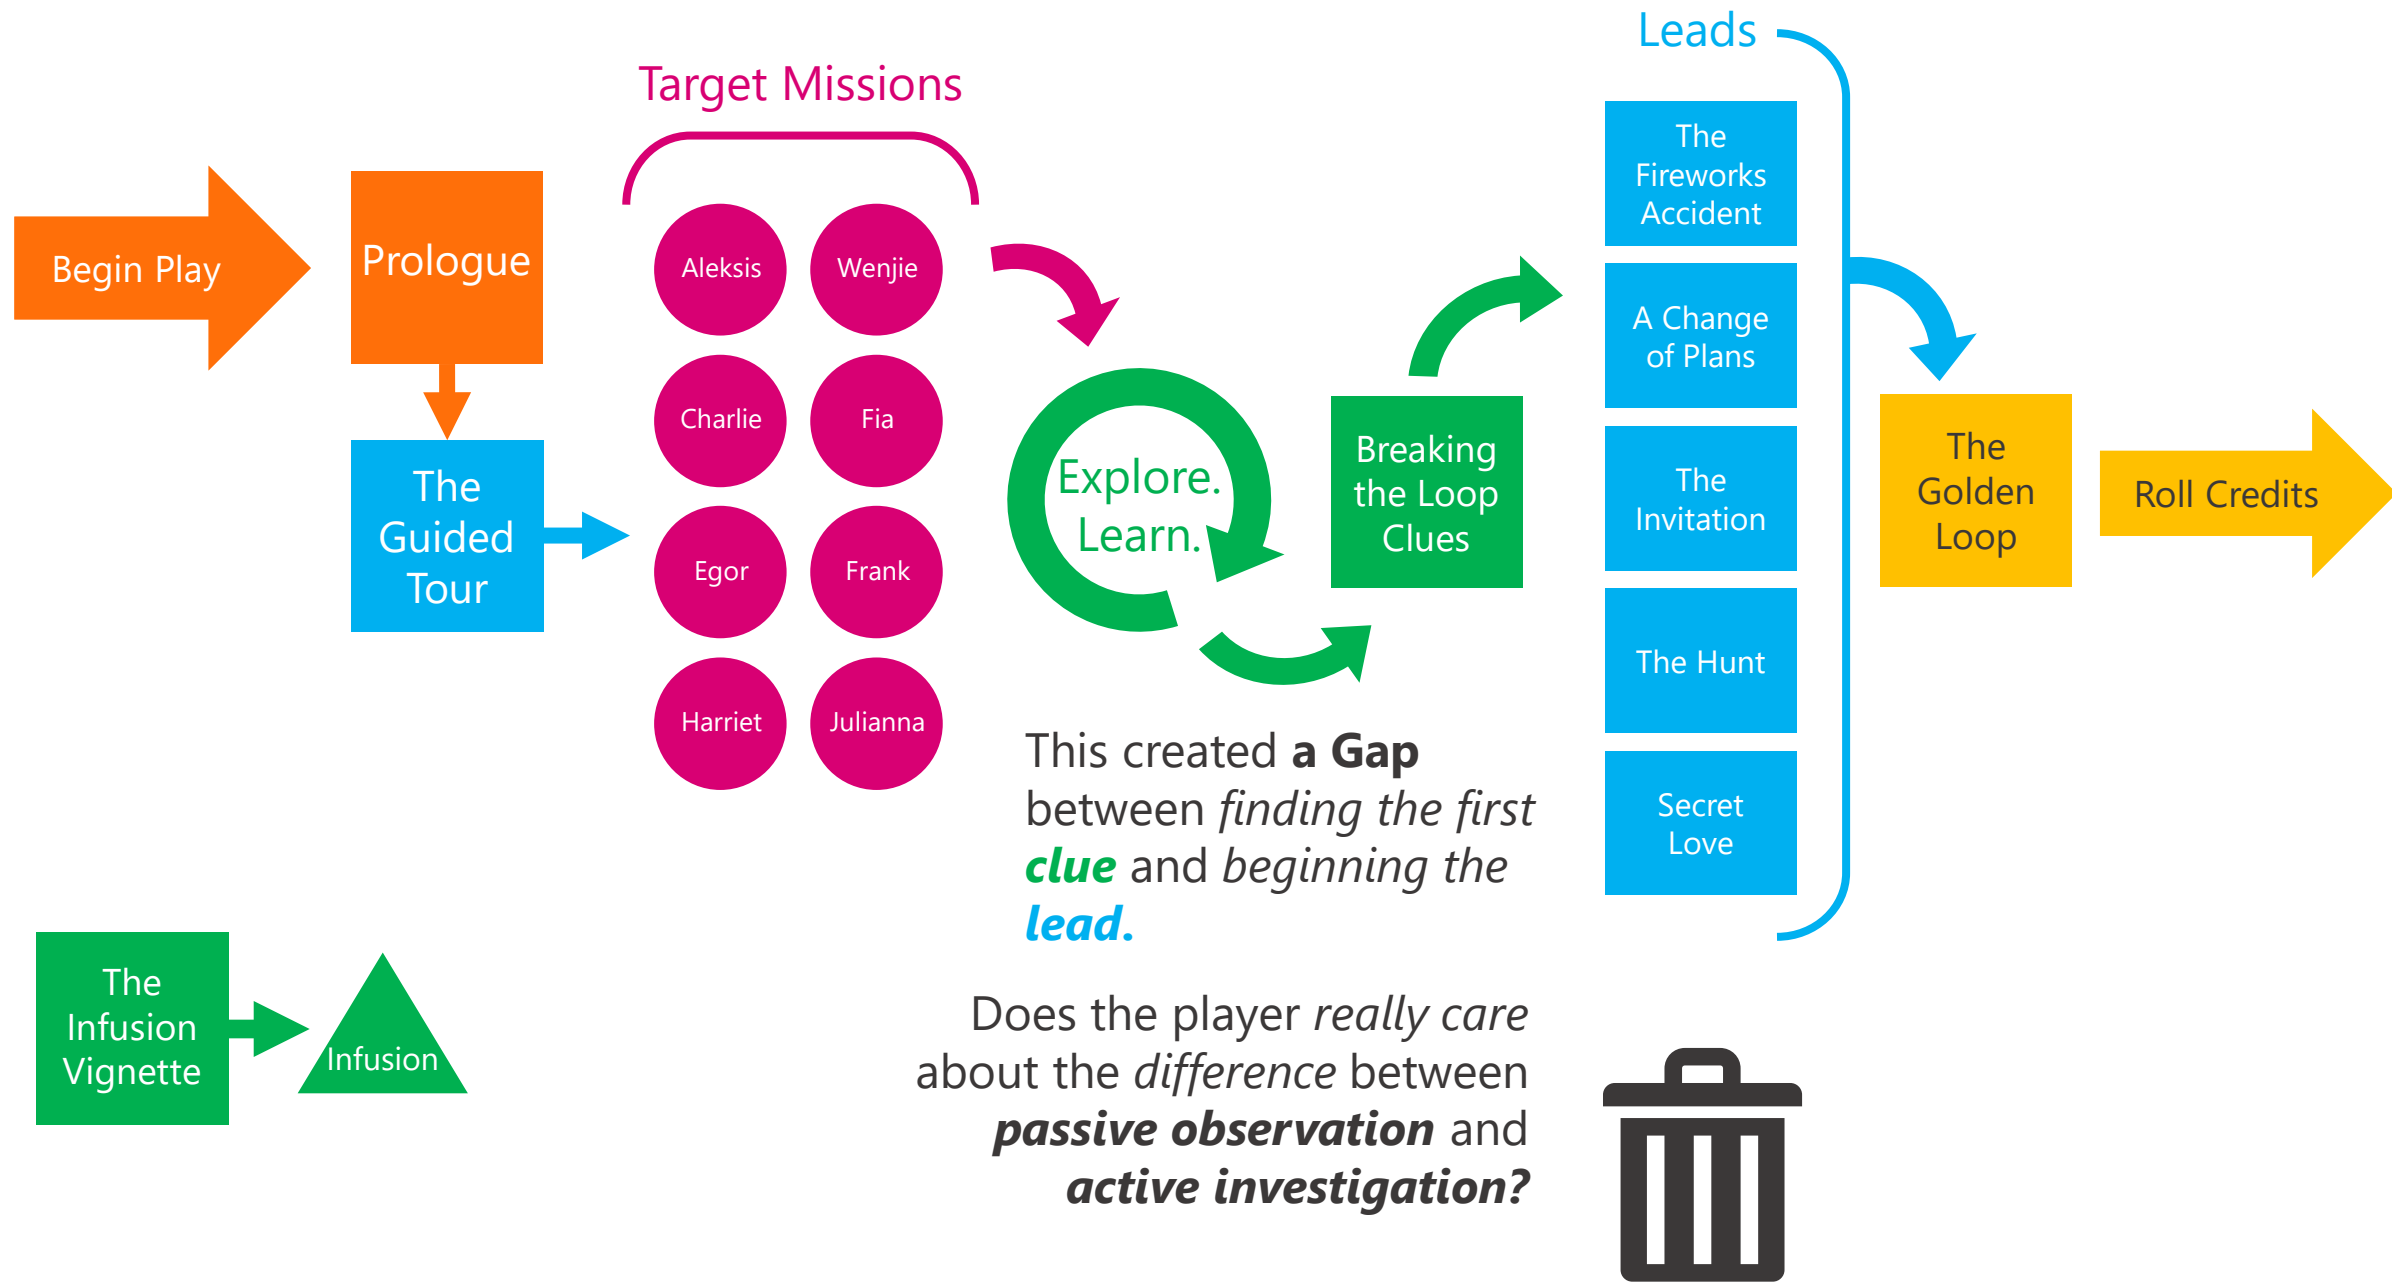 Begin Play
Prologue
The
Guided
Tour
Target Missions
Aleksis
Wenjie
Charlie
Fia
Egor
Frank
Harriet
Julianna
Explore.
Learn.
Breaking
the Loop
Clues
Leads
The
Fireworks
Accident
A Change
of Plans
The
Invitation
The Hunt
Secret
Love
The
Golden
Loop
Roll Credits
This created a Gap
between finding the first
clue and beginning the
lead.
Does the player really care
about the difference between
passive observation and
active investigation?
The
Infusion
Vignette
Infusion